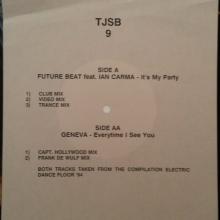 TJSB
9
SIDE A
FUTURE BEAT feat. IAN CARMA - It's My Party
1) CLUB MIX
2) VIDEO MIX
3) TRANCE MIX
SIDE AA
GENEVA - Everytime I See You
1) CAPT. HOLLYWOOD MIX
2) FRANK DE WULF MIX
BOTH TRACKS TAKEN FROM THE COMPILATION ELECTRIC
DANCE FLOOR '94